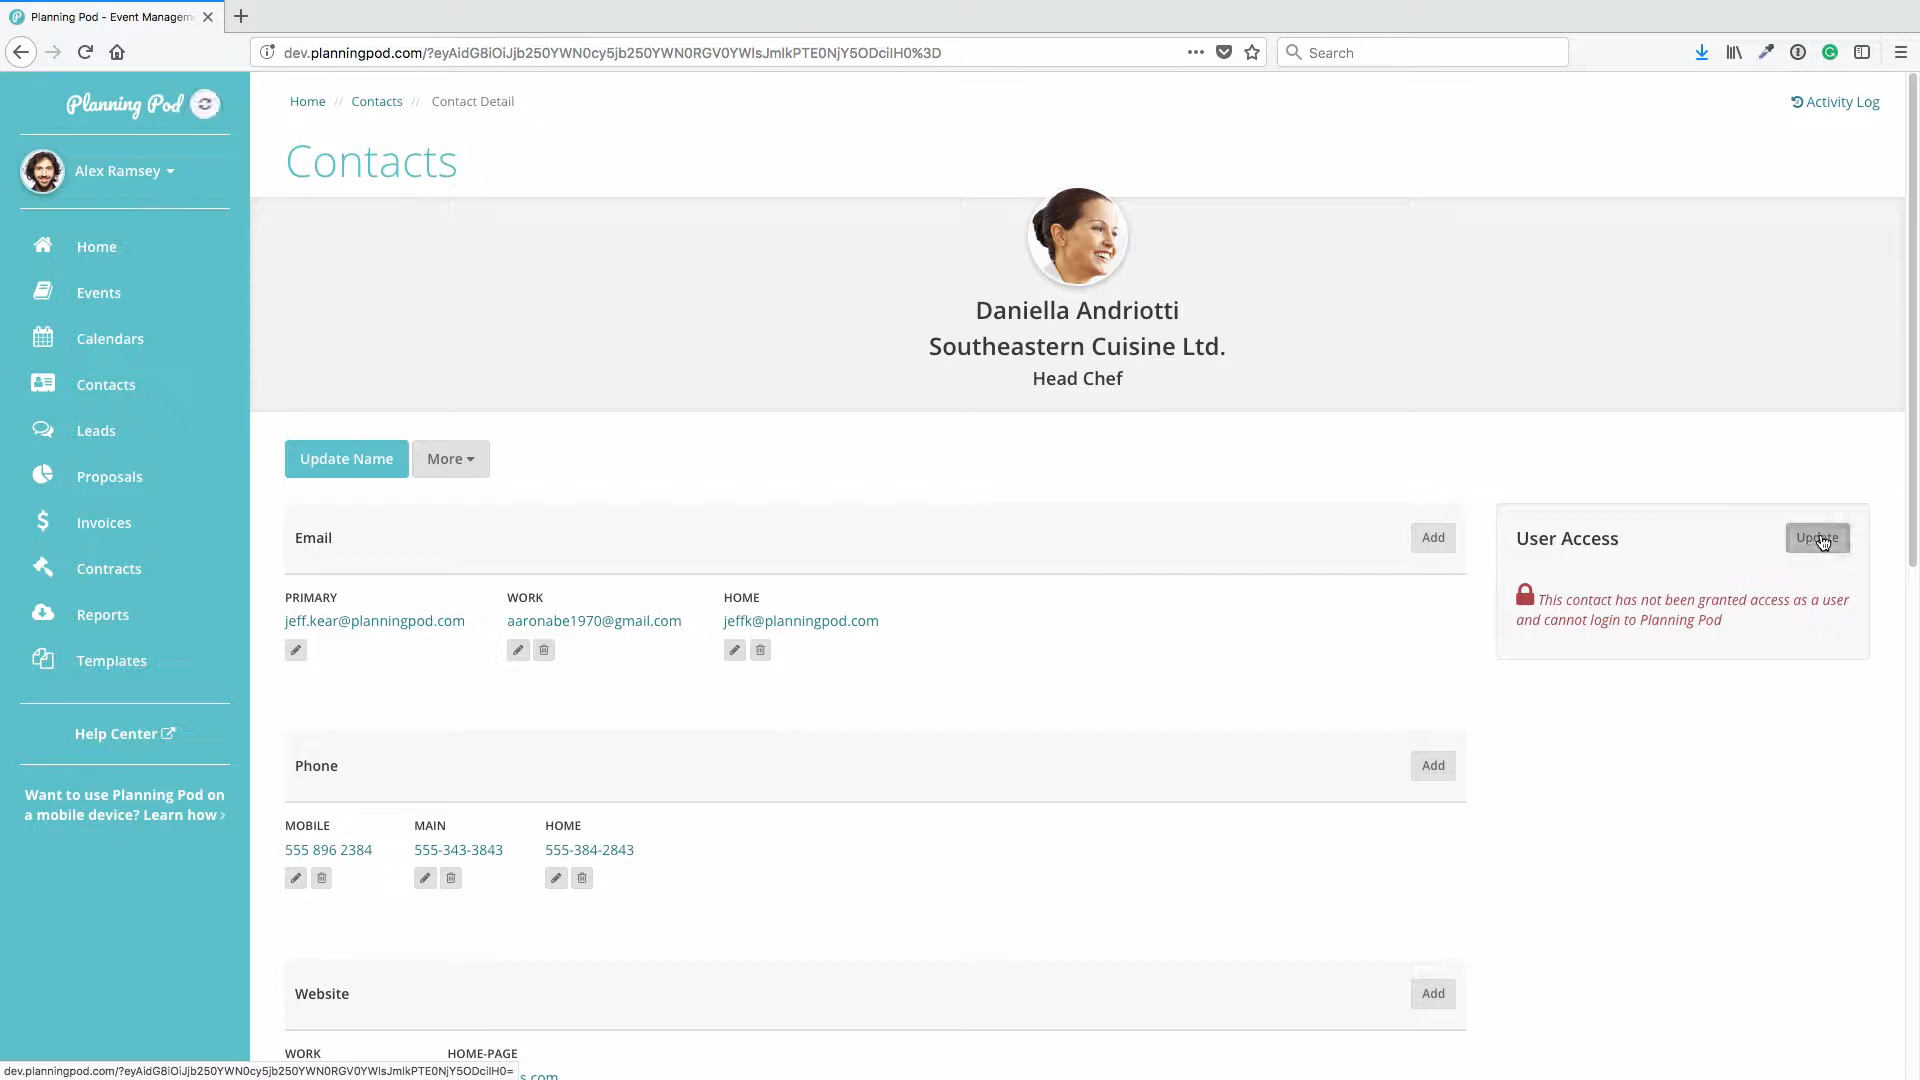 Planning Pod - Event Managem
dev.planningpod.com/?eyAidG8iOiJjb250YWN0cy5jb250YWN0RGV0YWlsJmlkPTE0NjY5ODciIH0%3D
Search
Planning Pod
Alex Ramsey
Home
Events
Calendars
Contacts
Leads
Proposals
Invoices
Contracts
Reports
Templates
Help Center
Want to use Planning Pod on
a mobile device? Learn how ›
Home // Contacts // Contact Detail
Activity Log
Contacts
Daniella Andriotti
Southeastern Cuisine Ltd.
Head Chef
Update Name
More
Email
Add
PRIMARY WORK HOME
jeff.kear@planningpod.com aaronabe1970@gmail.com jeffk@planningpod.com
Phone
Add
MOBILE MAIN HOME
555 896 2384 555-343-3843 555-384-2843
Website
Add
WORK HOME-PAGE
s.com
User Access
Update
This contact has not been granted access as a user
and cannot login to Planning Pod
dev.planningpod.com/?eyAidG8iOiJjb250YWN0cy5jb250YWN0RGV0YWlsJmlkPTE0NjY5ODciIH0=